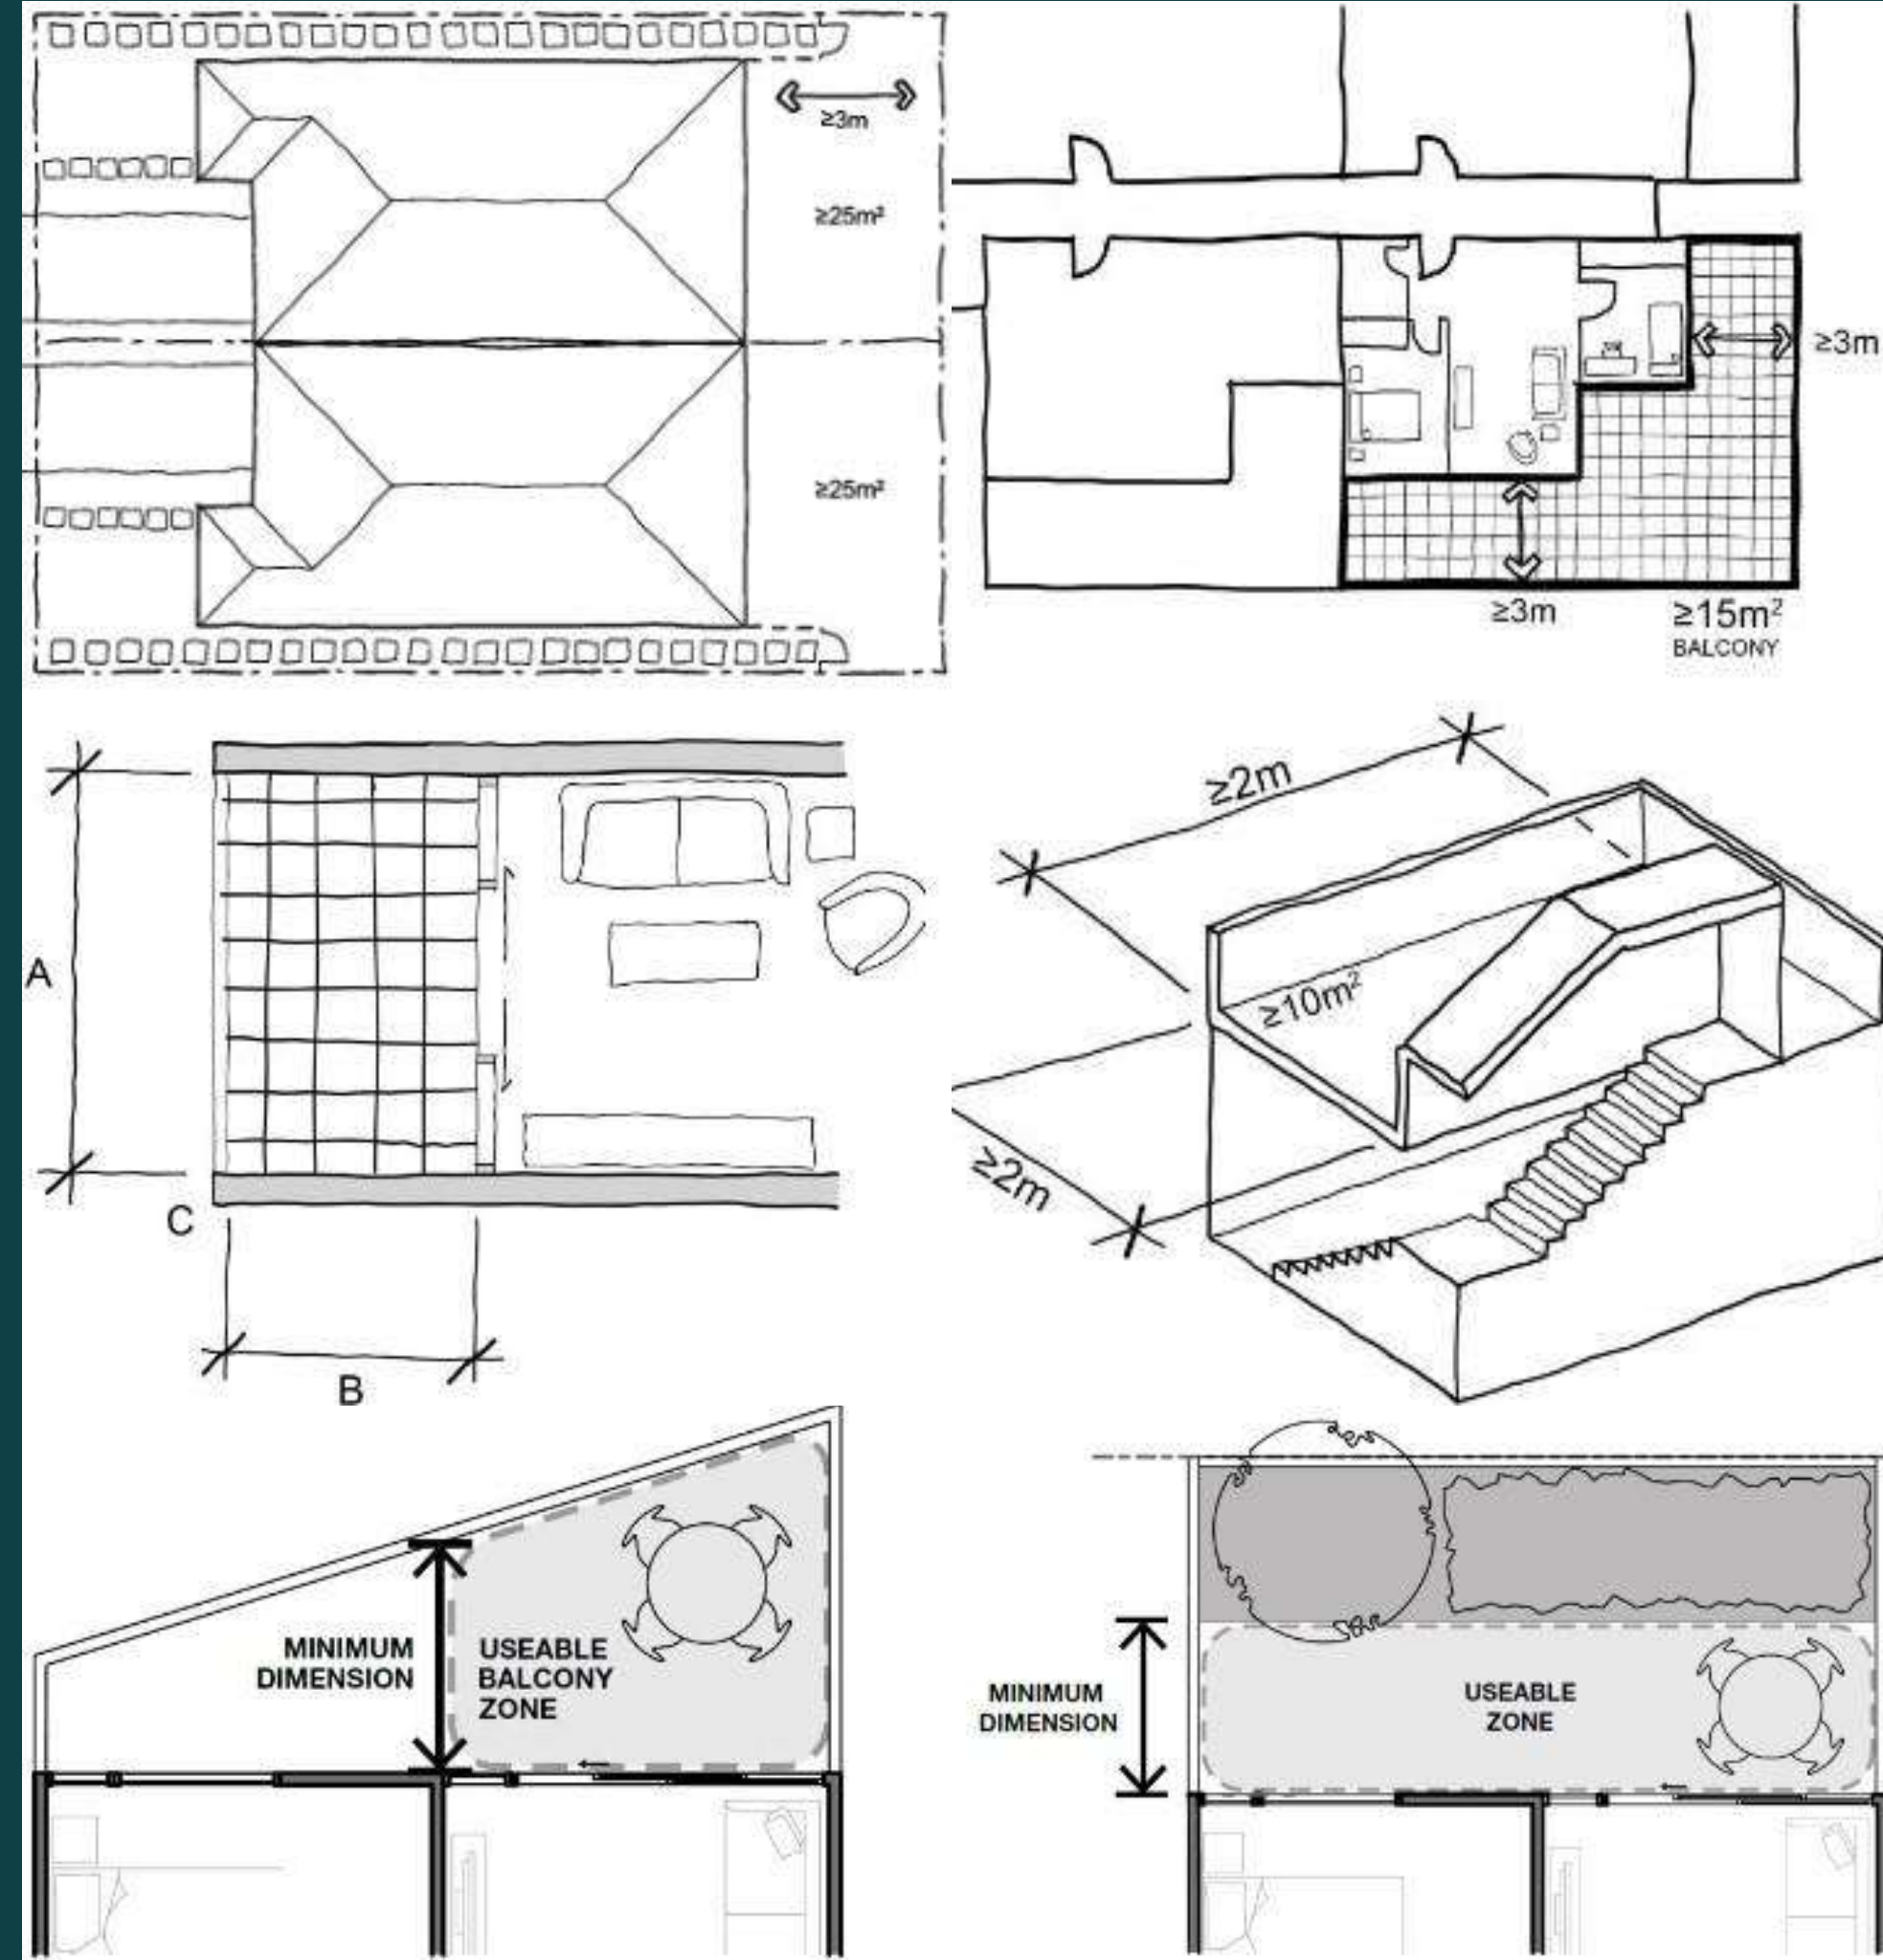 ≥3m
≥25m²
≥25m²
≥3m
≥3m
≥15m²
BALCONY
A
C
B
≥2m
≥10m²
≥2m
MINIMUM
DIMENSION
USEABLE
BALCONY
ZONE
MINIMUM
DIMENSION
USEABLE
ZONE